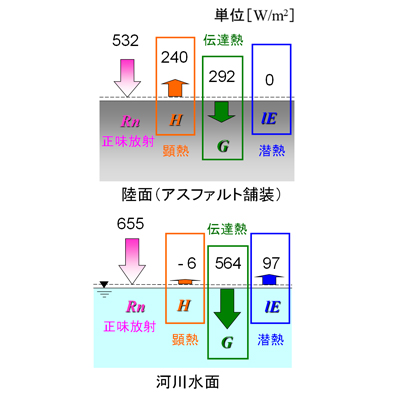 単位[W/m²]
532
240
伝達熱
292
0
Rn
H
G
lE
正味放射
顕熱
潜熱
陸面(アスファルト舗装)
655
-6
伝達熱
564
97
Rn
H
G
lE
正味放射
顕熱
潜熱
河川水面